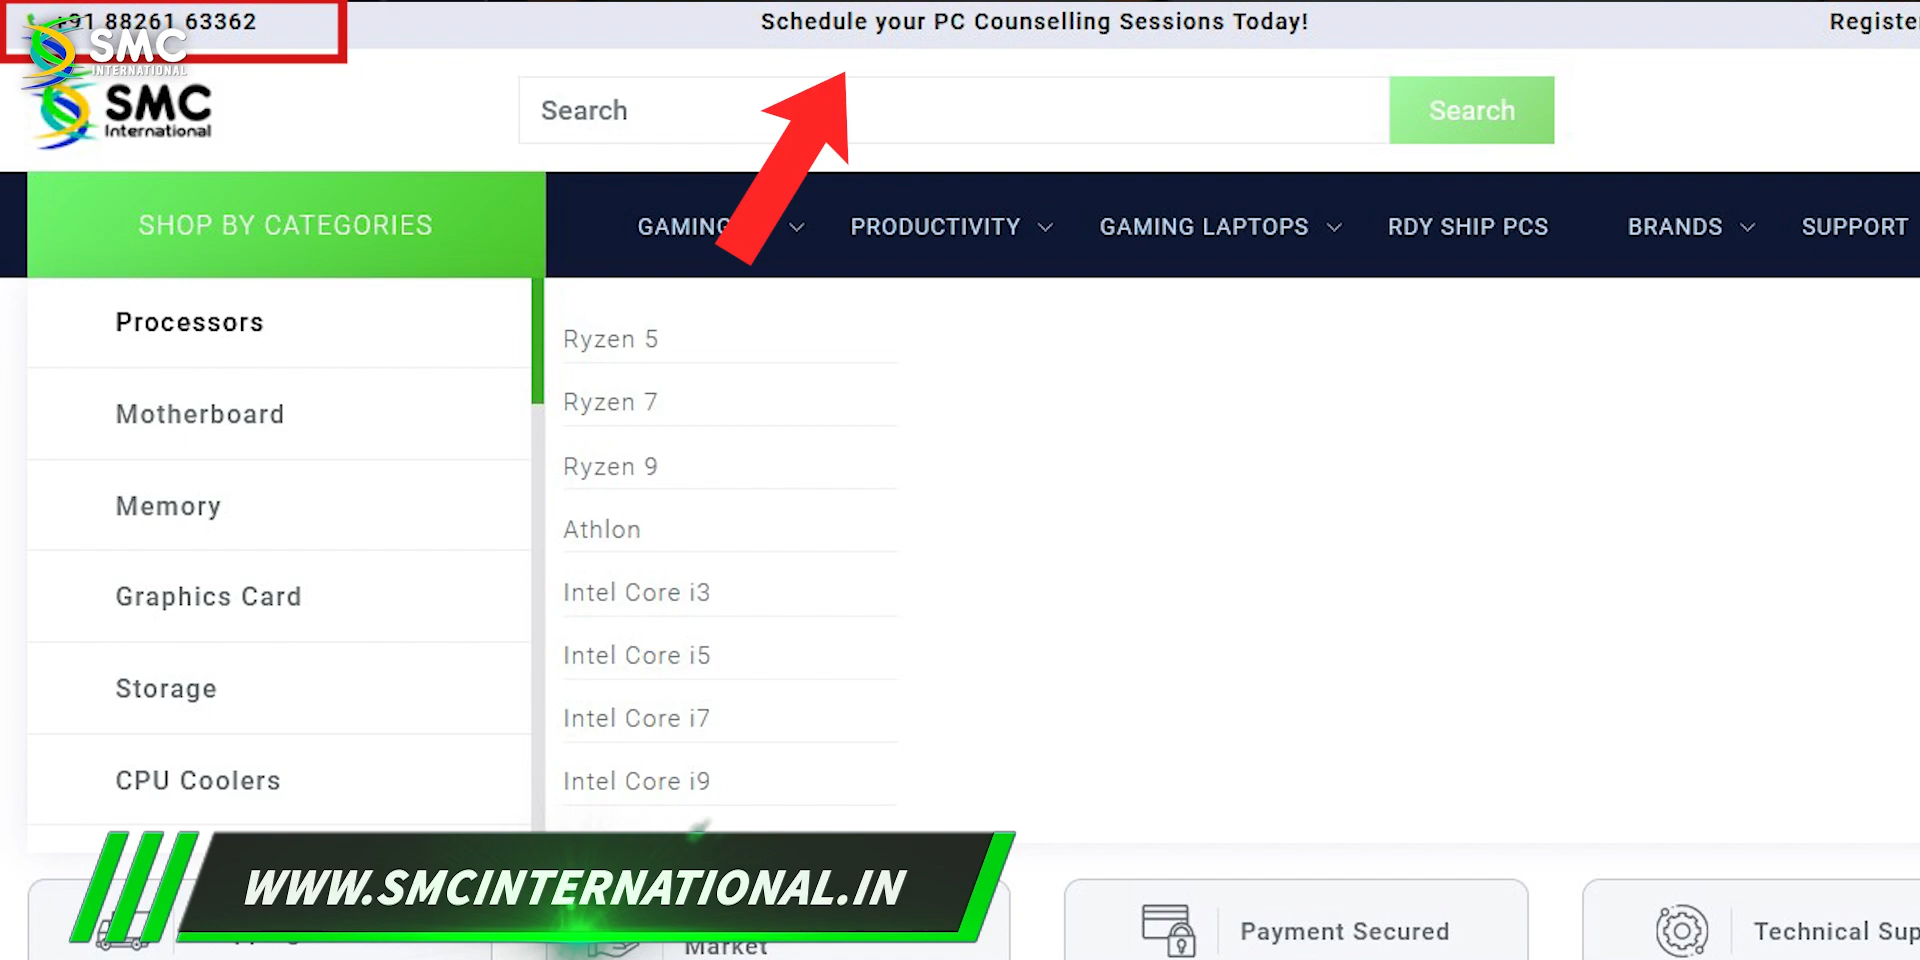 +91 88261 63362
Schedule your PC Counselling Sessions Today!
SMC
INTERNATIONAL
SMC
International
Search
Search
SHOP BY CATEGORIES
GAMING
PRODUCTIVITY
GAMING LAPTOPS
RDY SHIP PCS
BRANDS
SUPPORT
Processors
Motherboard
Memory
Graphics Card
Storage
CPU Coolers
Ryzen 5
Ryzen 7
Ryzen 9
Athlon
Intel Core i3
Intel Core i5
Intel Core i7
Intel Core i9
WWW.SMCINTERNATIONAL.IN
Market
Payment Secured
Technical